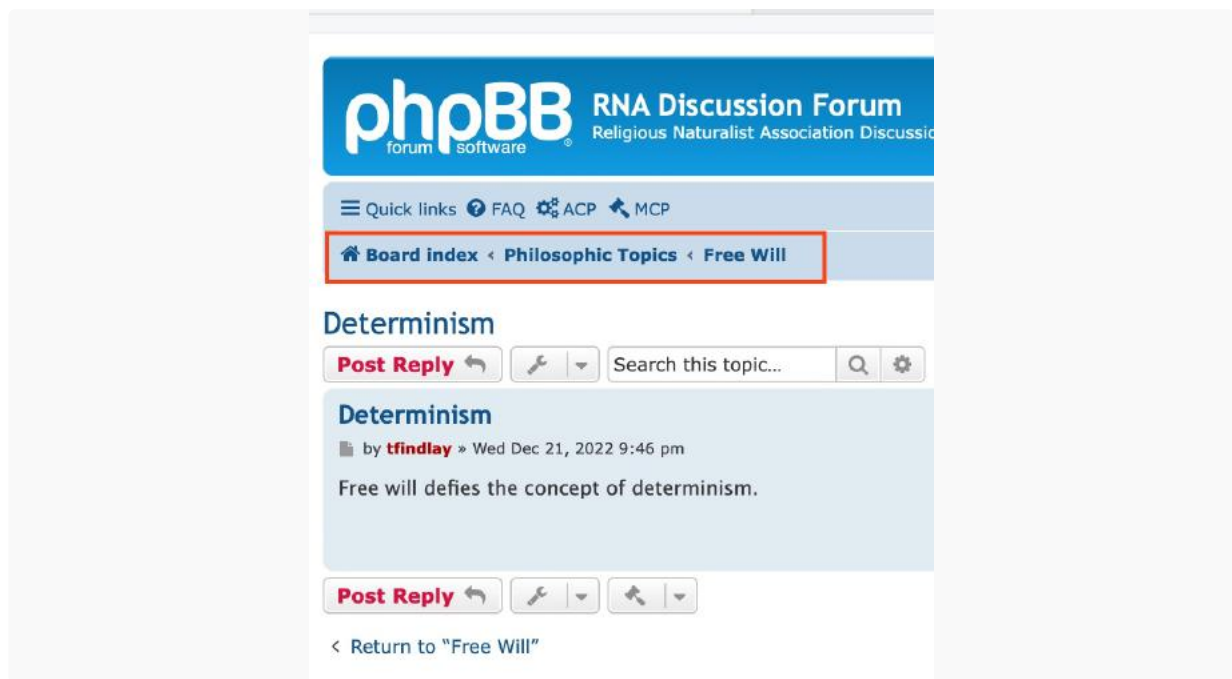 phpBB
forum software
®
RNA Discussion Forum
Religious Naturalist Association Discussio
Quick links FAQ ACP MCP
Board index ‹ Philosophic Topics ‹ Free Will
Determinism
Post Reply Search this topic...
Determinism
by tfindlay » Wed Dec 21, 2022 9:46 pm
Free will defies the concept of determinism.
Post Reply
< Return to “Free Will”